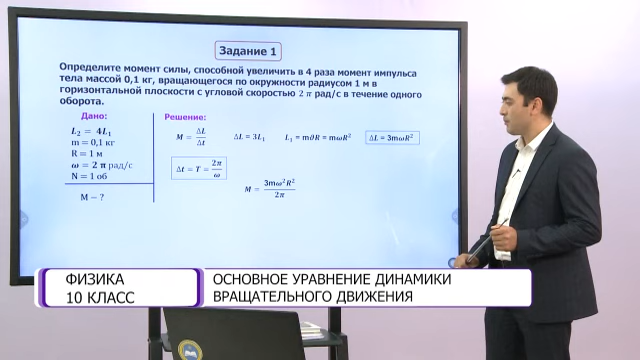 Задание 1
Определите момент силы, способной увеличить в 4 раза момент импульса
тела массой 0,1 кг, вращающегося по окружности радиусом 1 м в
горизонтальной плоскости с угловой скоростью 2 π рад/с в течение одного
оборота.
Дано:
L₂ = 4L₁
m = 0,1 кг
R = 1 м
ω = 2 π рад/с
N = 1 об
M − ?
Решение:
M = ΔL/Δt ΔL = 3L₁ L₁ = mϑR = mωR² ΔL = 3mωR²
Δt = T = 2π/ω
M = 3mω²R²/2π
ФИЗИКА
10 КЛАСС
ОСНОВНОЕ УРАВНЕНИЕ ДИНАМИКИ
ВРАЩАТЕЛЬНОГО ДВИЖЕНИЯ